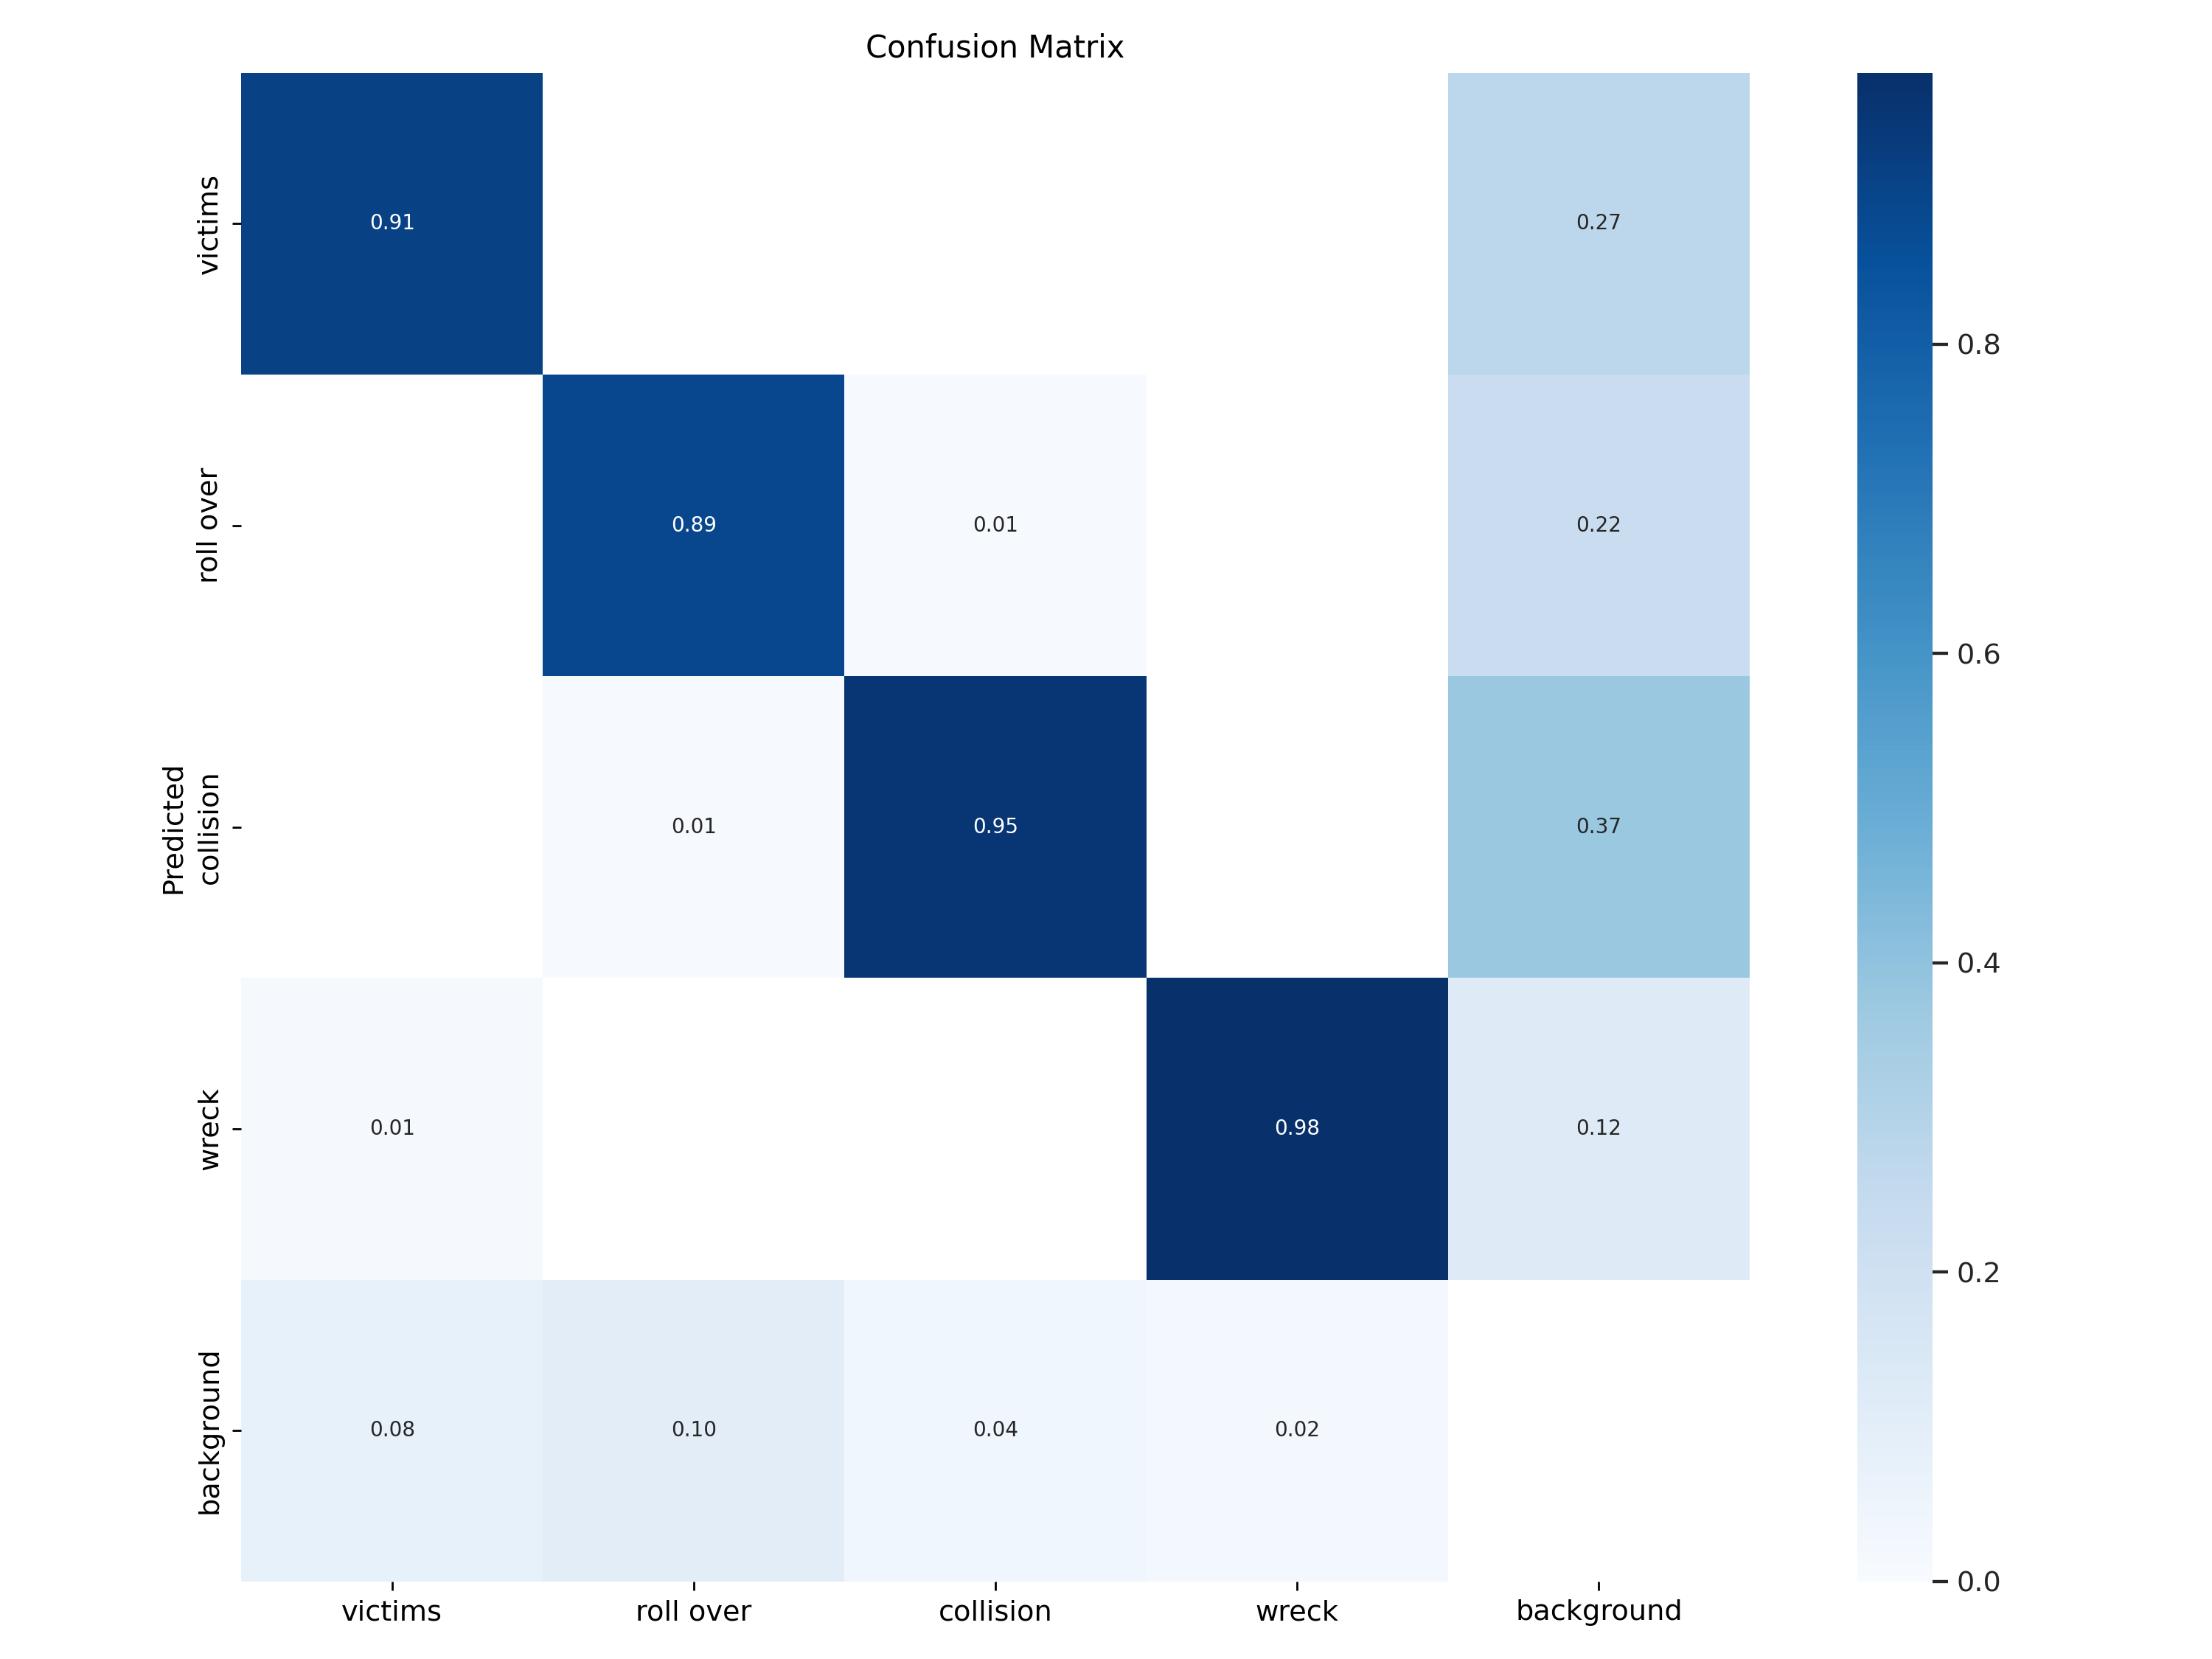 Confusion Matrix
victims
0.91
0.27
0.8
roll over
0.89
0.01
0.22
0.6
Predicted
collision
0.01
0.95
0.37
0.4
wreck
0.01
0.98
0.12
0.2
background
0.08
0.10
0.04
0.02
0.0
victims roll over collision wreck background